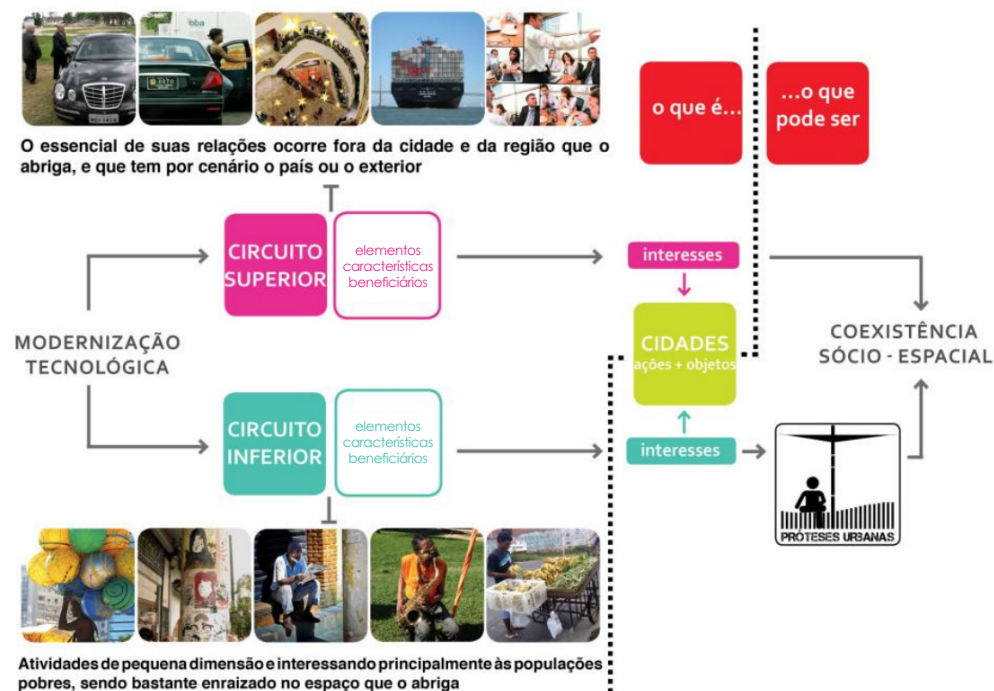 O essencial de suas relações ocorre fora da cidade e da região que o
abriga, e que tem por cenário o país ou o exterior
o que é...
...o que
pode ser
CIRCUITO
SUPERIOR
elementos
características
beneficiários
interesses
MODERNIZAÇÃO
TECNOLÓGICA
CIDADES
ações + objetos
COEXISTÊNCIA
SÓCIO - ESPACIAL
CIRCUITO
INFERIOR
elementos
características
beneficiários
interesses
PRÓTESES URBANAS
Atividades de pequena dimensão e interessando principalmente às populações
pobres, sendo bastante enraizado no espaço que o abriga